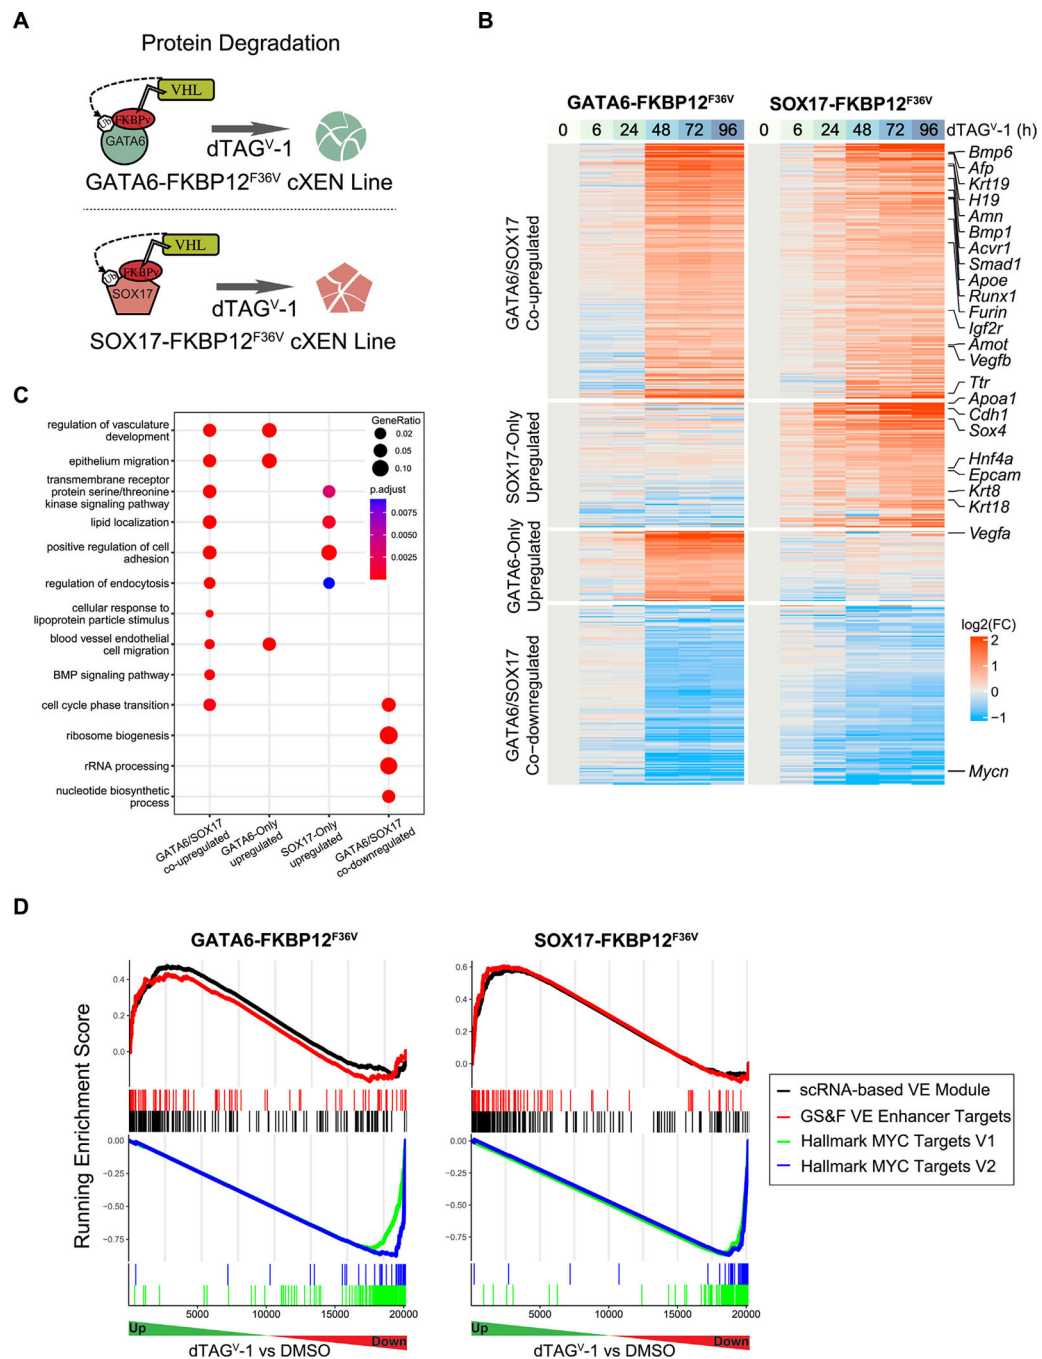 A
Protein Degradation
VHL
FKBPv
Ub
GATA6
dTAGV-1
GATA6-FKBP12F36V cXEN Line
VHL
FKBPv
Ub
SOX17
dTAGV-1
SOX17-FKBP12F36V cXEN Line
B
GATA6-FKBP12F36V
SOX17-FKBP12F36V
0 6 24 48 72 96
0 6 24 48 72 96 dTAGV-1 (h)
GATA6/SOX17
Co-upregulated
SOX17-Only
Upregulated
GATA6-Only
Upregulated
GATA6/SOX17
Co-downregulated
Bmp6
Afp
Krt19
H19
Amn
Bmp1
Acvr1
Smad1
Apoe
Runx1
Furin
Igf2r
Amot
Vegfb
Ttr
Apoa1
Cdh1
Sox4
Hnf4a
Epcam
Krt8
Krt18
Vegfa
Mycn
log2(FC)
2
1
0
−1
C
regulation of vasculature
development
epithelium migration
transmembrane receptor
protein serine/threonine
kinase signaling pathway
lipid localization
positive regulation of cell
adhesion
regulation of endocytosis
cellular response to
lipoprotein particle stimulus
blood vessel endothelial
cell migration
BMP signaling pathway
cell cycle phase transition
ribosome biogenesis
rRNA processing
nucleotide biosynthetic
process
GeneRatio
0.02
0.05
0.10
p.adjust
0.0075
0.0050
0.0025
GATA6/SOX17
co-upregulated
GATA6-Only
upregulated
SOX17-Only
upregulated
GATA6/SOX17
co-downregulated
D
GATA6-FKBP12F36V
SOX17-FKBP12F36V
Running Enrichment Score
0.4
0.2
0.0
0.00
−0.25
−0.50
−0.75
5000 10000 15000 20000
Up
Down
dTAGV-1 vs DMSO
0.6
0.4
0.2
0.0
0.00
−0.25
−0.50
−0.75
5000 10000 15000 20000
Up
Down
dTAGV-1 vs DMSO
scRNA-based VE Module
GS&F VE Enhancer Targets
Hallmark MYC Targets V1
Hallmark MYC Targets V2